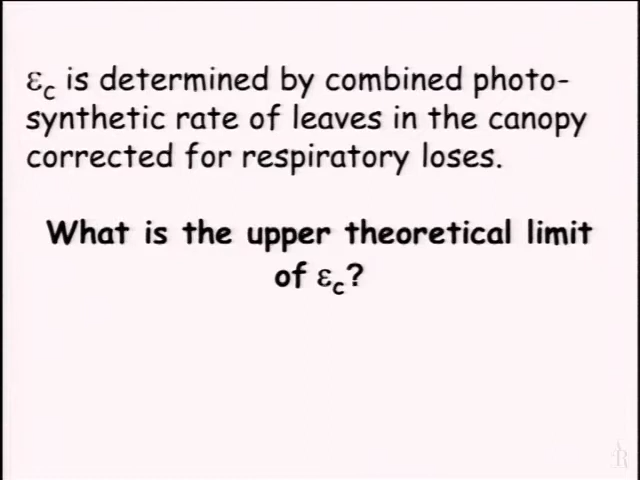 εc is determined by combined photo-
synthetic rate of leaves in the canopy
corrected for respiratory loses.
What is the upper theoretical limit
of εc?